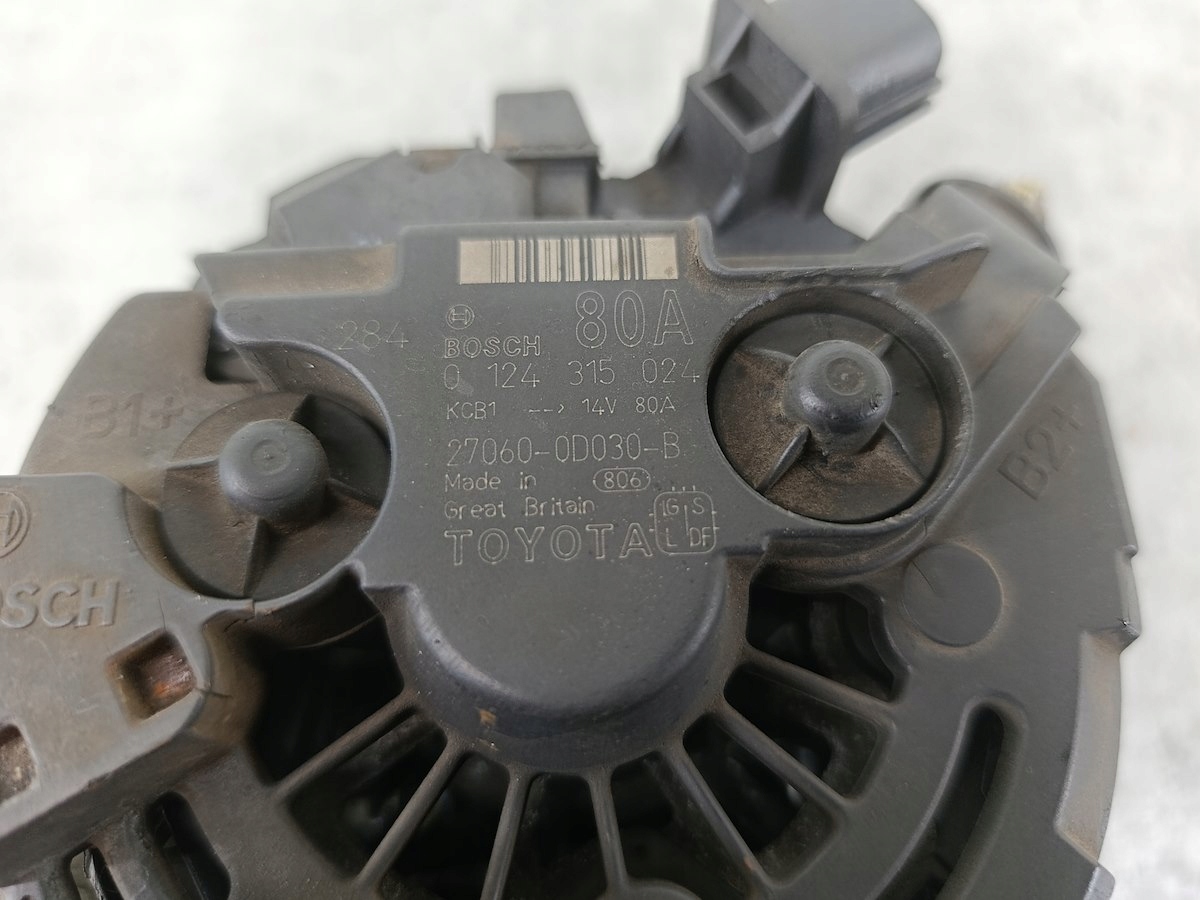 284
BOSCH 80A
0 124 315 024
KCB1 --> 14V 80A
27060-0D030-B
Made in 806
Great Britain
TOYOTA
IG S
L DF
B1+
B2+
OSCH